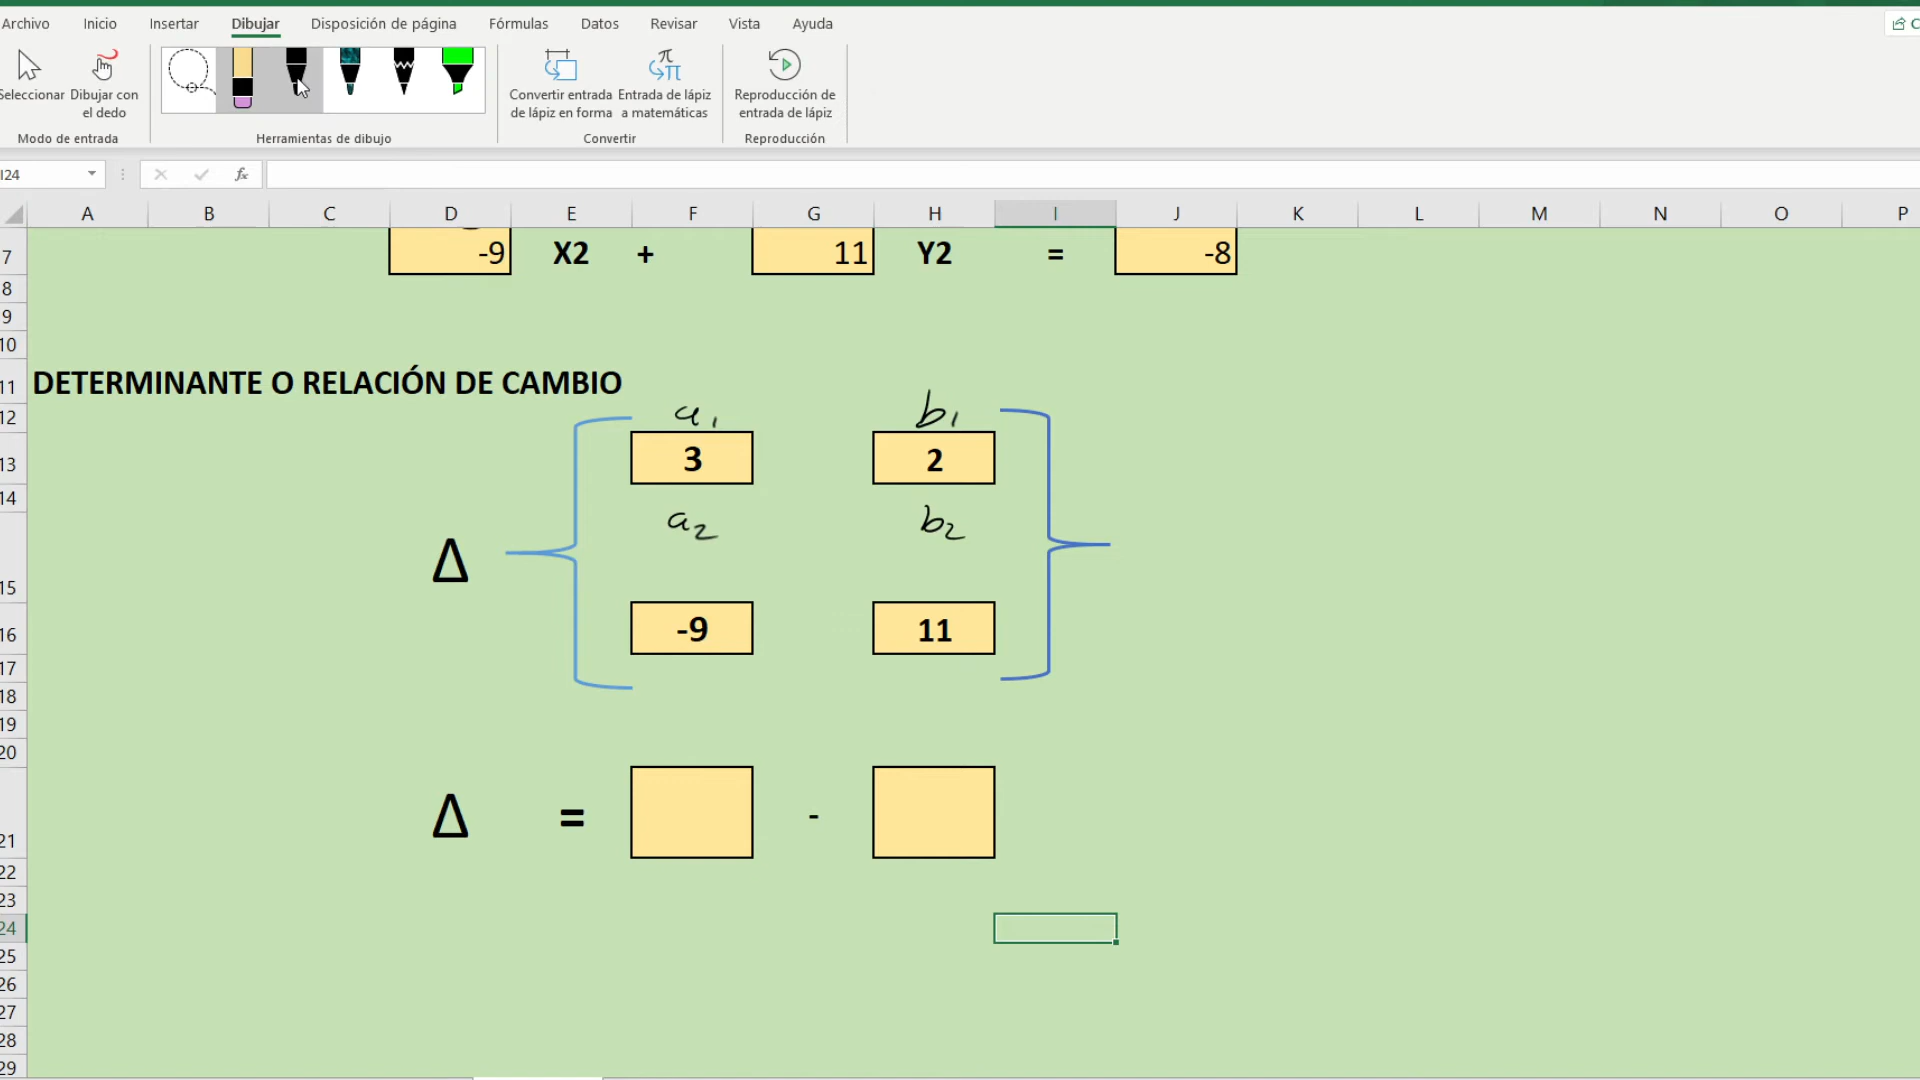 Archivo Inicio Insertar Dibujar Disposición de página Fórmulas Datos Revisar Vista Ayuda
Seleccionar Dibujar con el dedo Convertir entrada de lápiz en forma Entrada de lápiz a matemáticas Reproducción de entrada de lápiz
Modo de entrada Herramientas de dibujo Convertir Reproducción
I24 fx
A B C D E F G H I J K L M N O P
7 -9 X2 + 11 Y2 = -8
8
9
10
11 DETERMINANTE O RELACIÓN DE CAMBIO
12 a1 b1
13 3 2
14 a2 b2
15 Δ
16 -9 11
17
18
19
20
21 Δ = -
22
23
24
25
26
27
28
29